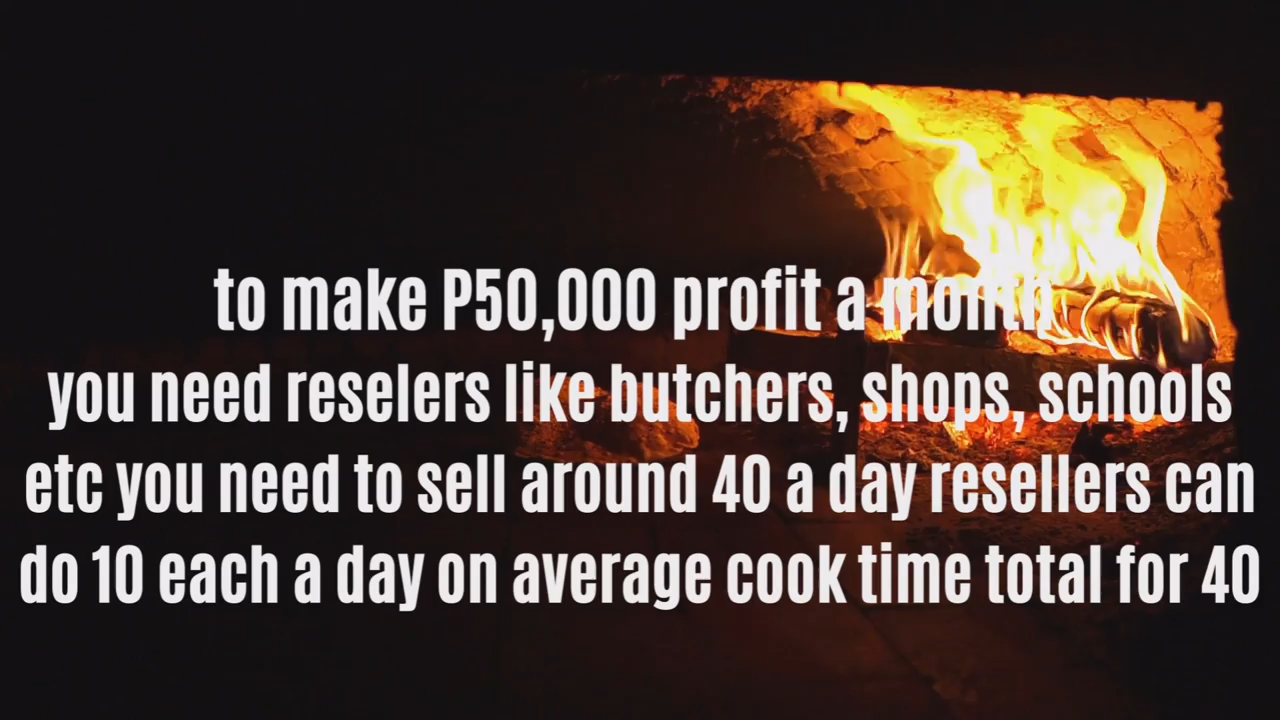 to make P50,000 profit a month
you need reselers like butchers, shops, schools
etc you need to sell around 40 a day resellers can
do 10 each a day on average cook time total for 40